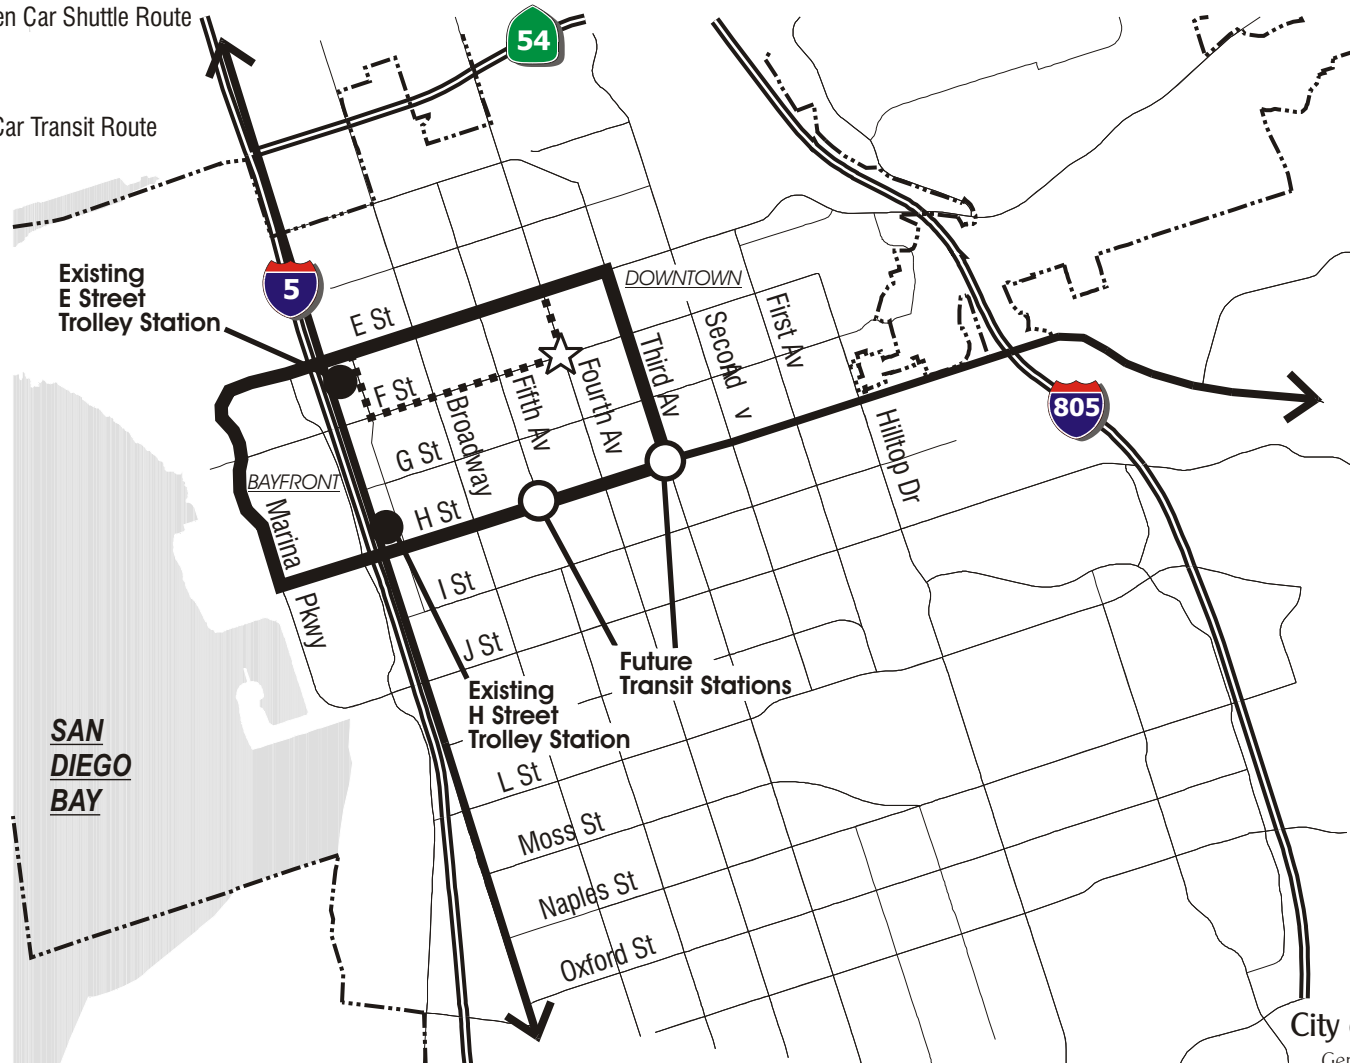 en Car Shuttle Route
54
Car Transit Route
Existing
E Street
Trolley Station
5
DOWNTOWN
E St
First Av
Second Av
Third Av
Fourth Av
Fifth Av
Broadway
F St
G St
H St
805
Hilltop Dr
BAYFRONT
Marina
Pkwy
I St
J St
Future
Transit Stations
Existing
H Street
Trolley Station
SAN
DIEGO
BAY
L St
Moss St
Naples St
Oxford St
City